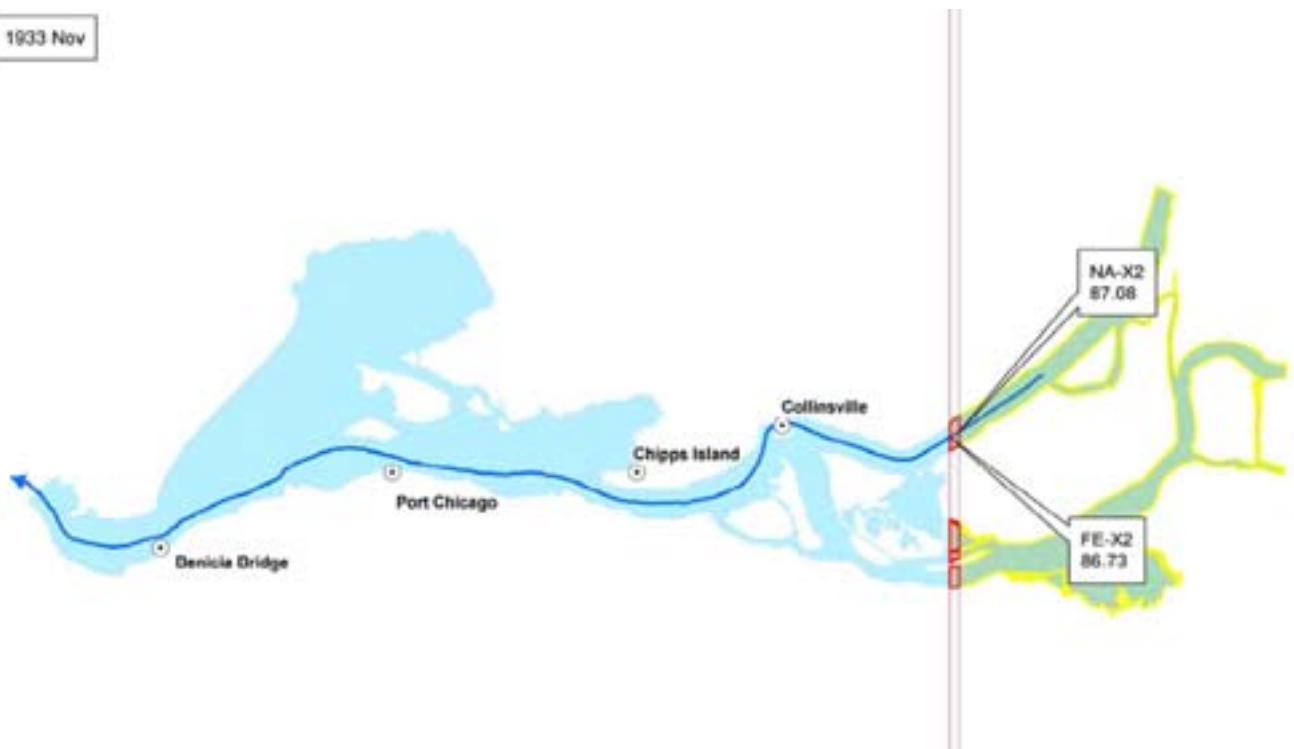 1933 Nov
NA-X2
87.08
Collinsville
Chipps Island
Port Chicago
FE-X2
86.73
Benicia Bridge